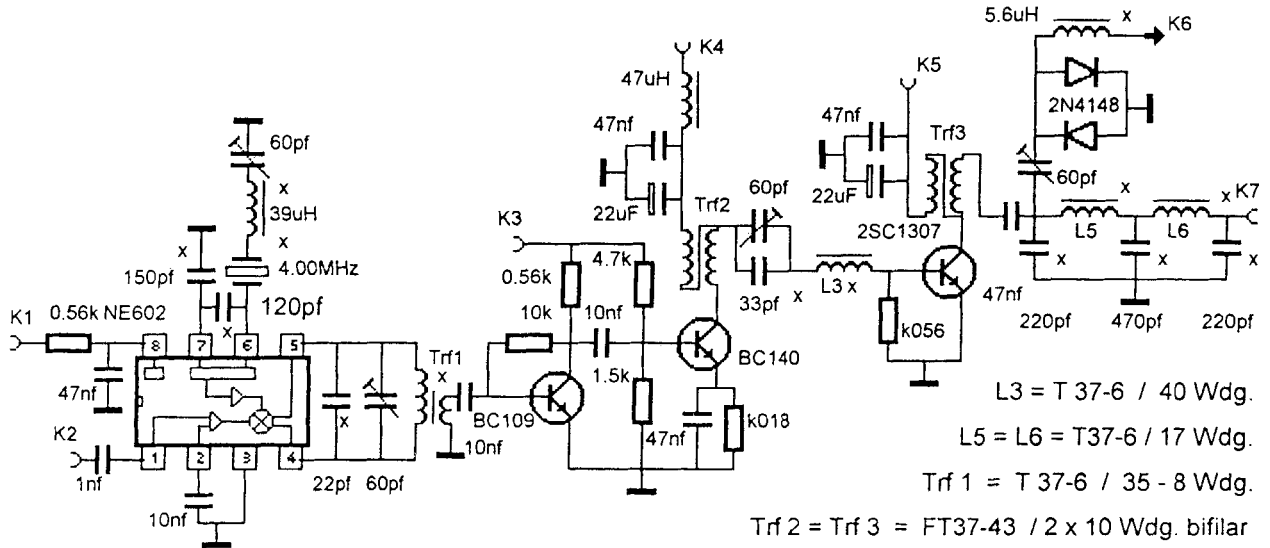 5.6uH x K6
K4
47uH
K5
2N4148
60pf
47nf
47nf
Trf3
x
39uH
x
60pf
22uF
60pf
22uF
x
x
K7
Trf2
K3
2SC1307
L5
L6
x
150pf
4.00MHz
4.7k
x
x
x
0.56k
33pf
L3 x
120pf
x
10k
10nf
x
47nf
K1
0.56k NE602
k056
220pf
470pf
220pf
8
7
6
5
Trf1
BC140
47nf
x
1.5k
L3 = T 37-6 / 40 Wdg.
x
BC109
k018
K2
47nf
L5 = L6 = T37-6 / 17 Wdg.
1
2
3
4
10nf
1nf
22pf
60pf
Trf 1 = T 37-6 / 35 - 8 Wdg.
10nf
Trf 2 = Trf 3 = FT37-43 / 2 x 10 Wdg. bifilar